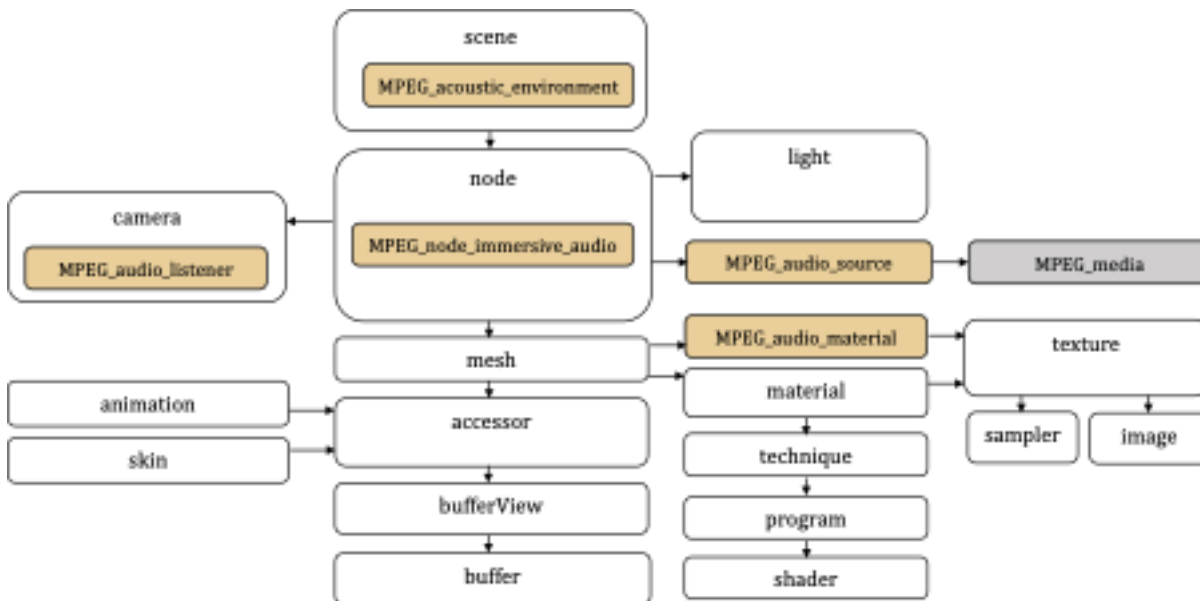 scene
MPEG_acoustic_environment
node
light
camera
MPEG_node_immersive_audio
MPEG_audio_listener
MPEG_audio_source
MPEG_media
MPEG_audio_material
texture
mesh
material
animation
accessor
sampler
image
skin
technique
bufferView
program
buffer
shader